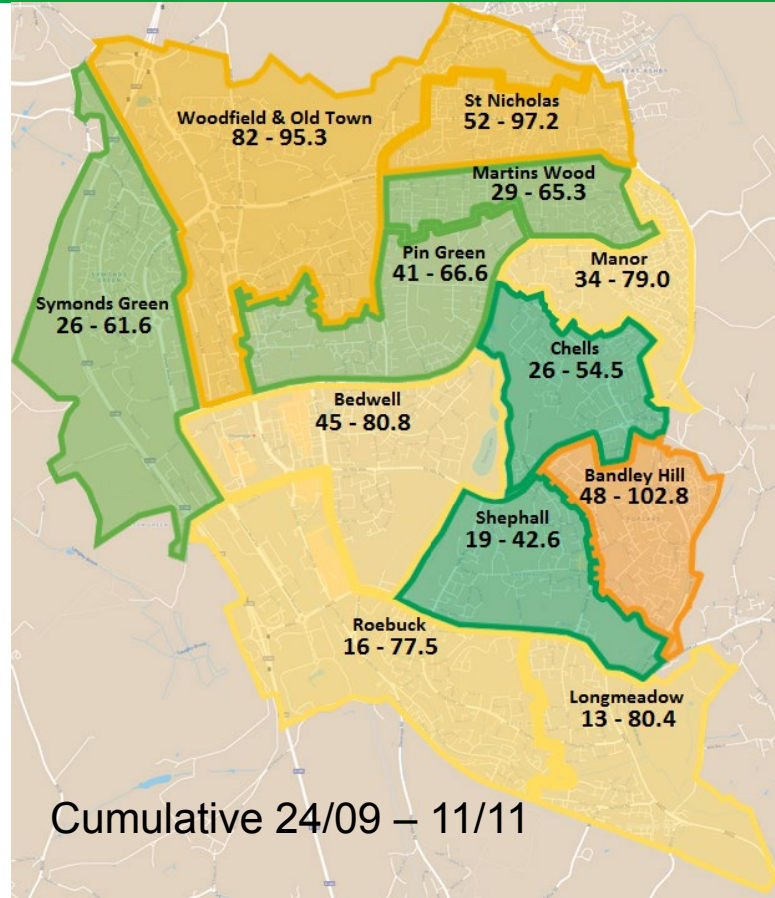 Woodfield & Old Town
82 - 95.3
St Nicholas
52 - 97.2
Martins Wood
29 - 65.3
Pin Green
41 - 66.6
Manor
34 - 79.0
Symonds Green
26 - 61.6
Chells
26 - 54.5
Bedwell
45 - 80.8
Bandley Hill
48 - 102.8
Shephall
19 - 42.6
Roebuck
16 - 77.5
Longmeadow
13 - 80.4
Cumulative 24/09 – 11/11